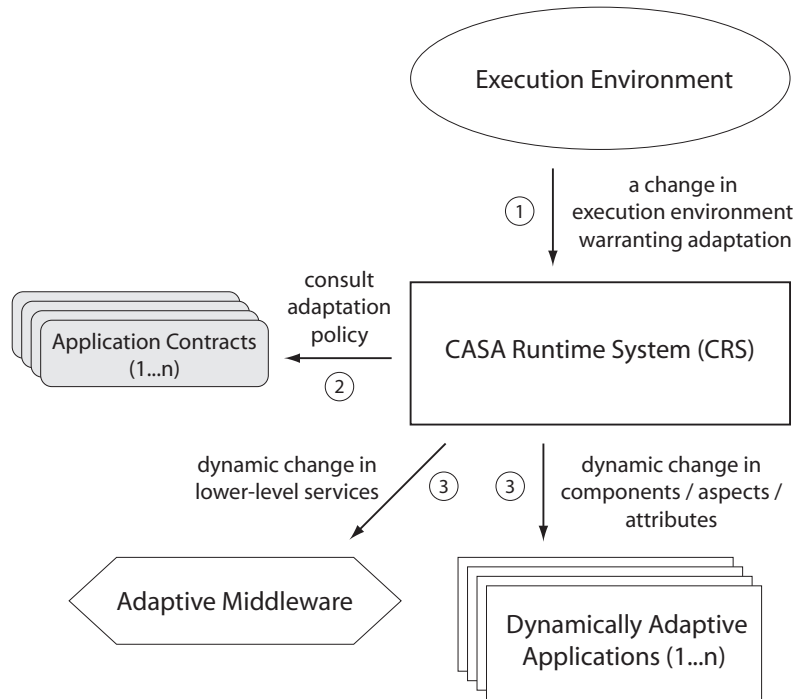 Execution Environment
1
a change in
execution environment
warranting adaptation
consult
adaptation
policy
Application Contracts
(1...n)
2
CASA Runtime System (CRS)
dynamic change in
lower-level services
3
3
dynamic change in
components / aspects /
attributes
Adaptive Middleware
Dynamically Adaptive
Applications (1...n)